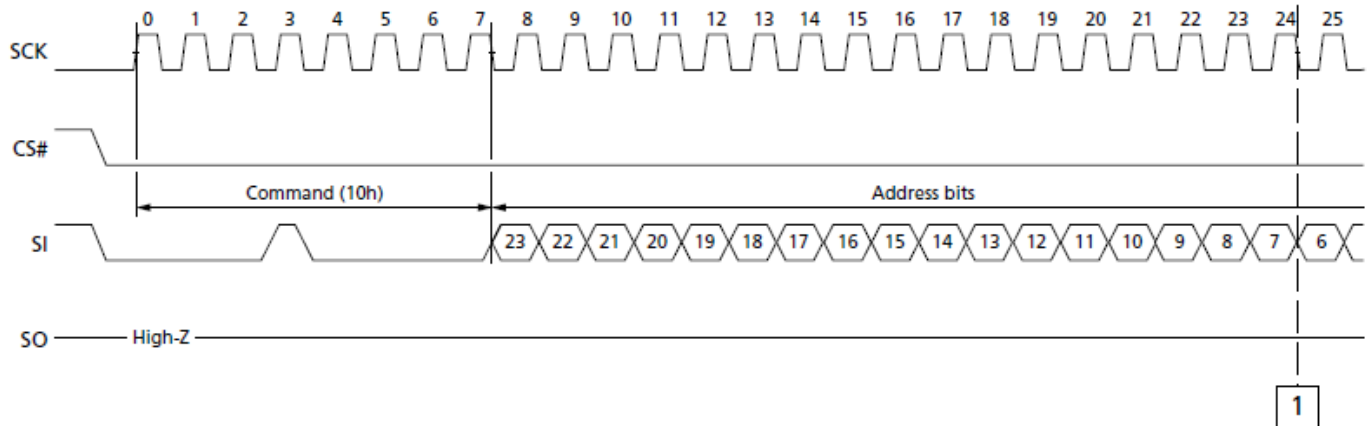 0 1 2 3 4 5 6 7 8 9 10 11 12 13 14 15 16 17 18 19 20 21 22 23 24 25
SCK
CS#
Command (10h) Address bits
SI 23 22 21 20 19 18 17 16 15 14 13 12 11 10 9 8 7 6
SO High-Z
1